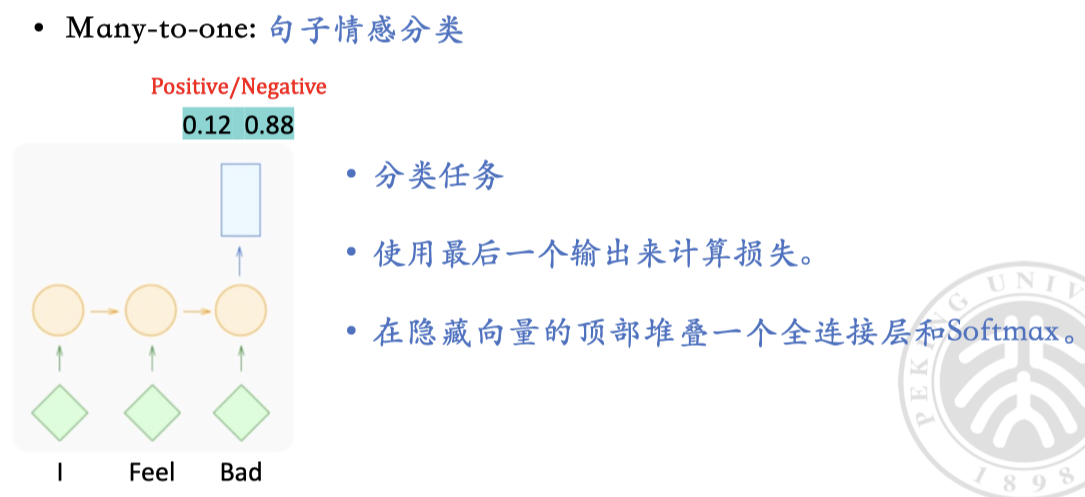 • Many-to-one: 句子情感分类
Positive/Negative
0.12 0.88
• 分类任务
• 使用最后一个输出来计算损失。
• 在隐藏向量的顶部堆叠一个全连接层和Softmax。
I Feel Bad
PEKING UNIV
1898